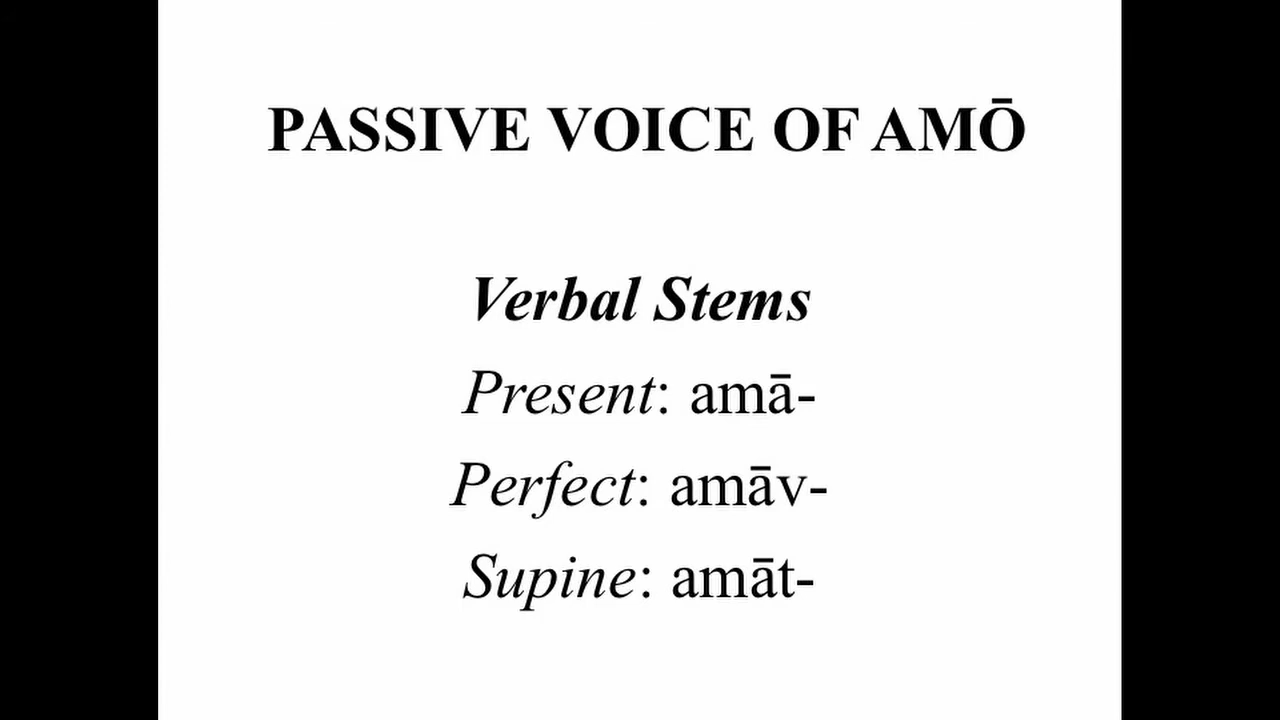 PASSIVE VOICE OF AMŌ
Verbal Stems
Present: amā-
Perfect: amāv-
Supine: amāt-